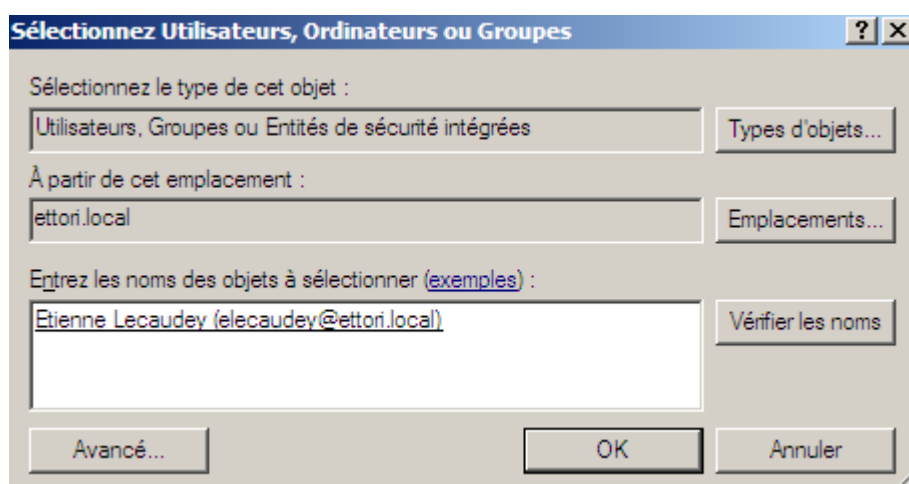 Sélectionnez Utilisateurs, Ordinateurs ou Groupes
Sélectionnez le type de cet objet :
Utilisateurs, Groupes ou Entités de sécurité intégrées
Types d'objets...
À partir de cet emplacement :
ettori.local
Emplacements...
Entrez les noms des objets à sélectionner (exemples) :
Etienne Lecaudey (elecaudey@ettori.local)
Vérifier les noms
Avancé...
OK
Annuler